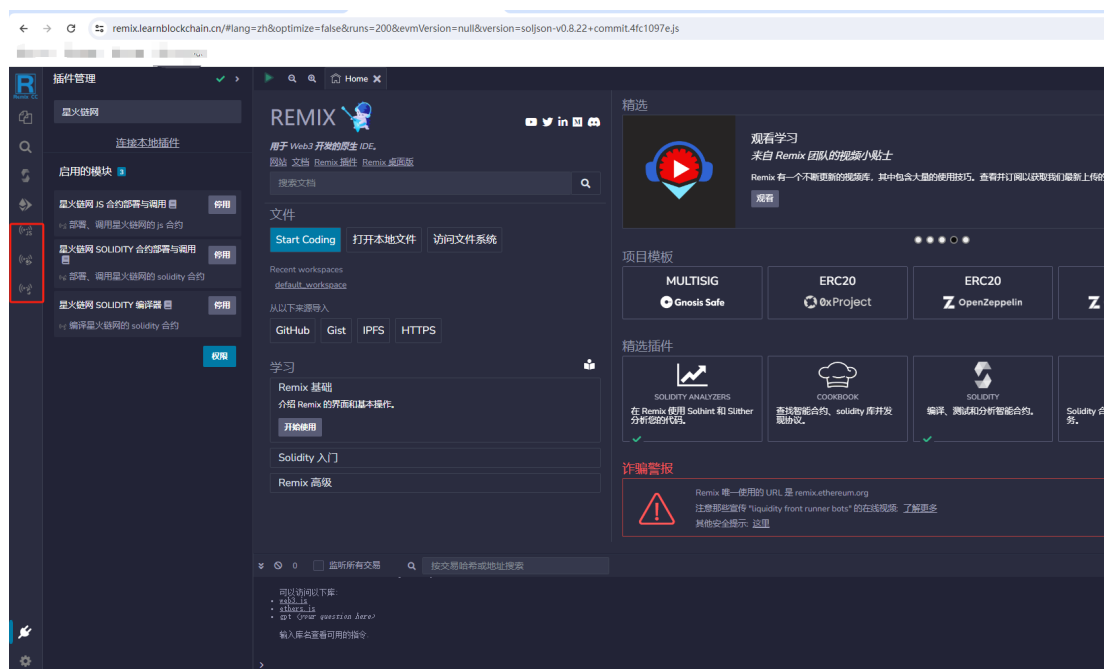 remix.learnblockchain.cn/#lang=zh&optimize=false&runs=200&evmVersion=null&version=soljson-v0.8.22+commit.4fc1097e.js
插件管理
星火链网
连接本地插件
启用的模块 3
星火链网 JS 合约部署与调用
停用
部署、调用星火链网的 js 合约
星火链网 SOLIDITY 合约部署与调用
停用
部署、调用星火链网的 solidity 合约
星火链网 SOLIDITY 编译器
停用
编译星火链网的 solidity 合约
权限
Home
REMIX
用于 Web3 开发的原生 IDE。
网站 文档 Remix 插件 Remix 桌面版
搜索文档
文件
Start Coding
打开本地文件
访问文件系统
Recent workspaces
default_workspace
从以下来源导入
GitHub
Gist
IPFS
HTTPS
学习
Remix 基础
介绍 Remix 的界面和基本操作。
开始使用
Solidity 入门
Remix 高级
精选
观看学习
来自 Remix 团队的视频小贴士
Remix 有一个不断更新的视频库，其中包含大量的使用技巧。查看并订阅以获取我们最新上传的
观看
项目模板
MULTISIG
Gnosis Safe
ERC20
0xProject
ERC20
OpenZeppelin
精选插件
SOLIDITY ANALYZERS
在 Remix 使用 Solhint 和 Slither
分析您的代码。
COOKBOOK
查找智能合约、solidity 库并发
现协议。
SOLIDITY
编译、测试和分析智能合约。
Solidity 合
务。
诈骗警报
Remix 唯一使用的 URL 是 remix.ethereum.org
注意那些宣传 "liquidity front runner bots" 的在线视频: 了解更多
其他安全提示: 这里
0
监听所有交易
按交易哈希或地址搜索
可以访问以下库:
web3.js
ethers.js
gpt <your question here>
输入库名查看可用的指令.
>